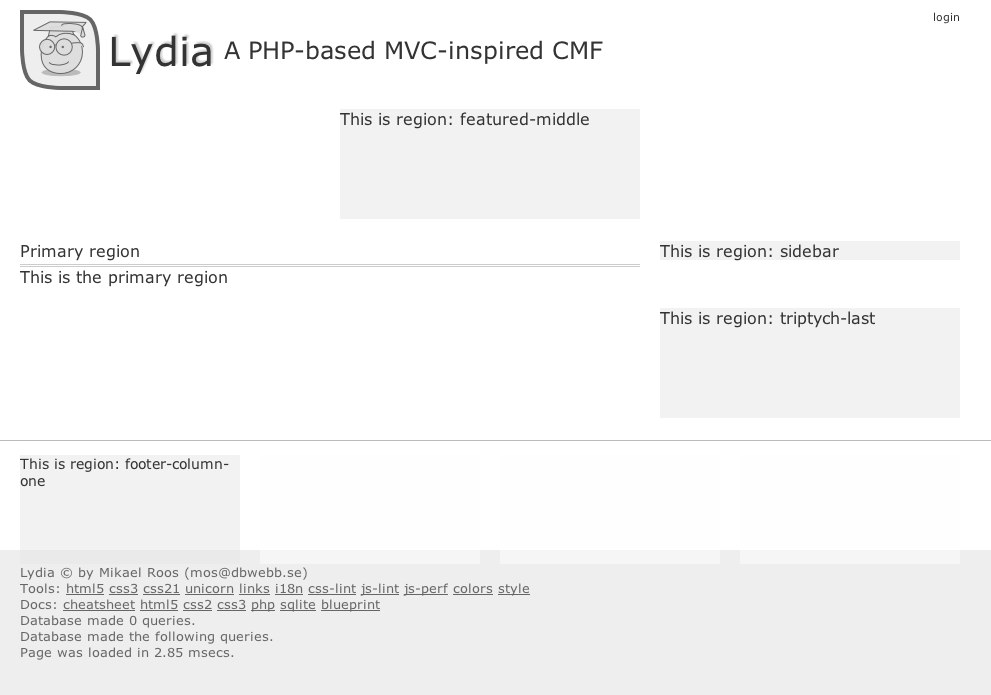 login
Lydia A PHP-based MVC-inspired CMF
This is region: featured-middle
Primary region
This is the primary region
This is region: sidebar
This is region: triptych-last
This is region: footer-column-
one
Lydia © by Mikael Roos (mos@dbwebb.se)
Tools: html5 css3 css21 unicorn links i18n css-lint js-lint js-perf colors style
Docs: cheatsheet html5 css2 css3 php sqlite blueprint
Database made 0 queries.
Database made the following queries.
Page was loaded in 2.85 msecs.